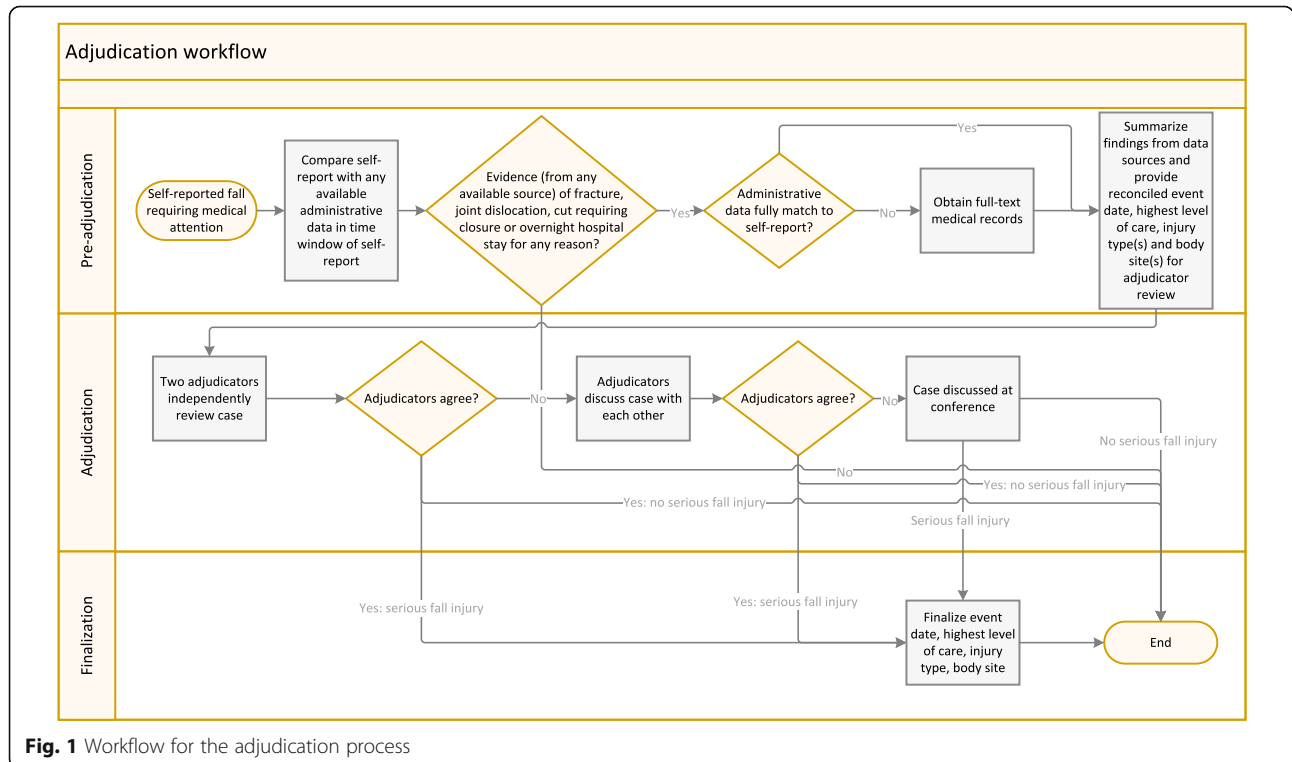 Adjudication workflow
Pre-adjudication
Self-reported fall
requiring medical
attention
Compare self-
report with any
available
administrative
data in time
window of self-
report
Evidence (from any
available source) of fracture,
joint dislocation, cut requiring
closure or overnight hospital
stay for any reason?
Yes
Administrative
data fully match to
self-report?
Yes
No
Obtain full-text
medical records
Summarize
findings from data
sources and
provide
reconciled event
date, highest level
of care, injury
type(s) and body
site(s) for
adjudicator
review
Adjudication
Two adjudicators
independently
review case
Adjudicators agree?
No
Adjudicators
discuss case with
each other
Adjudicators agree?
No
Case discussed at
conference
No serious fall injury
No
Yes: no serious fall injury
Yes: no serious fall injury
Serious fall injury
Finalization
Yes: serious fall injury
Yes: serious fall injury
Finalize event
date, highest level
of care, injury
type, body site
End
Fig. 1 Workflow for the adjudication process